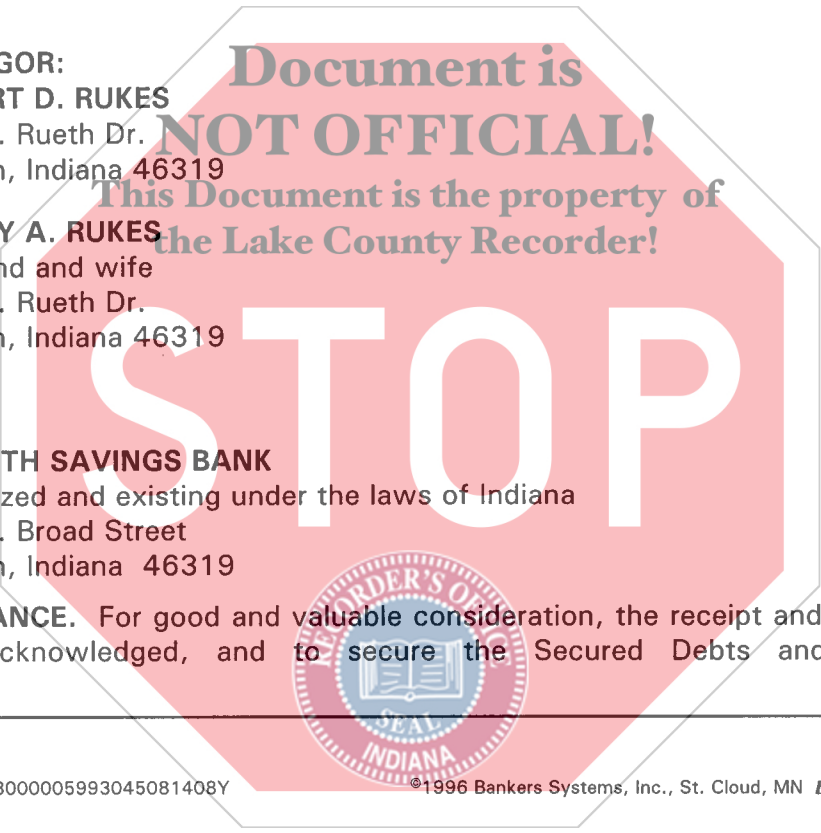 GOR:
RT D. RUKES
. Rueth Dr.
n, Indiana 46319
Y A. RUKES
nd and wife
. Rueth Dr.
n, Indiana 46319
TH SAVINGS BANK
zed and existing under the laws of Indiana
. Broad Street
n, Indiana 46319
ANCE. For good and valuable consideration, the receipt and
cknowledged, and to secure the Secured Debts and
3000005993045081408Y
©1996 Bankers Systems, Inc., St. Cloud, MN
Document is
NOT OFFICIAL!
This Document is the property of
the Lake County Recorder!
STOP
RECORDER'S OFFICE
SEAL
INDIANA